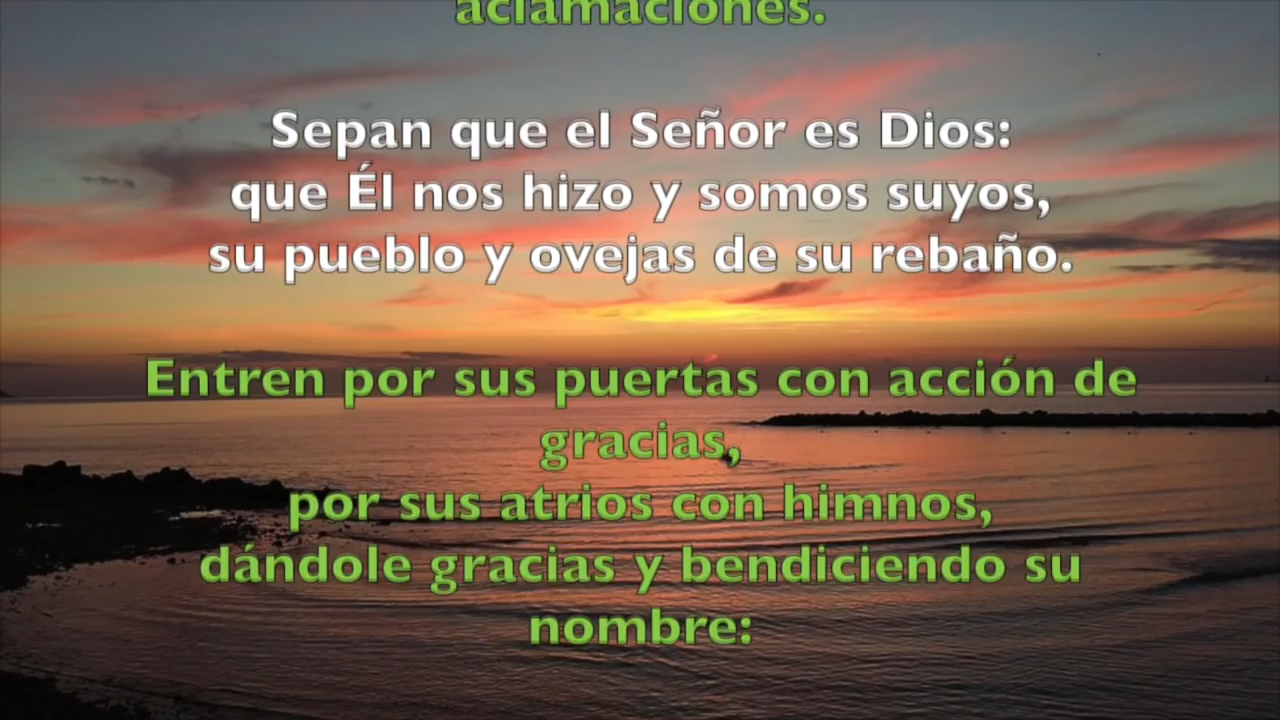 aclamaciones.
Sepan que el Señor es Dios:
que Él nos hizo y somos suyos,
su pueblo y ovejas de su rebaño.
Entren por sus puertas con acción de
gracias,
por sus atrios con himnos,
dándole gracias y bendiciendo su
nombre: